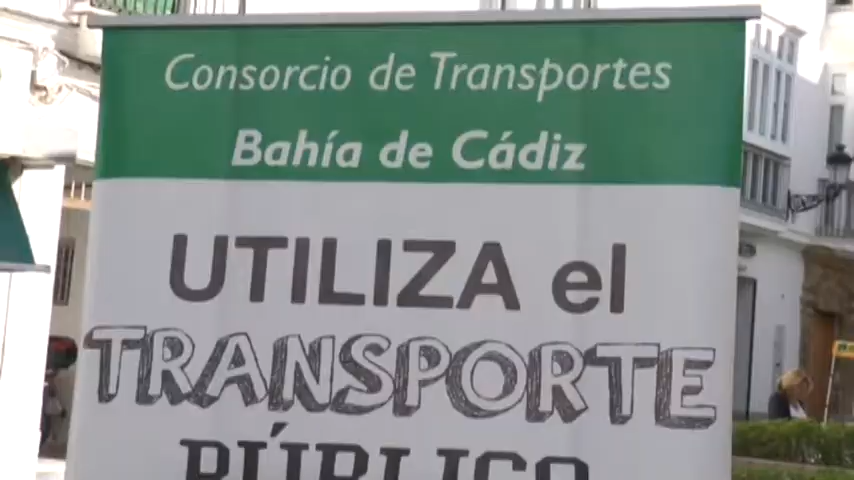 Consorcio de Transportes
Bahía de Cádiz
UTILIZA el
TRANSPORTE
PÚBLICO